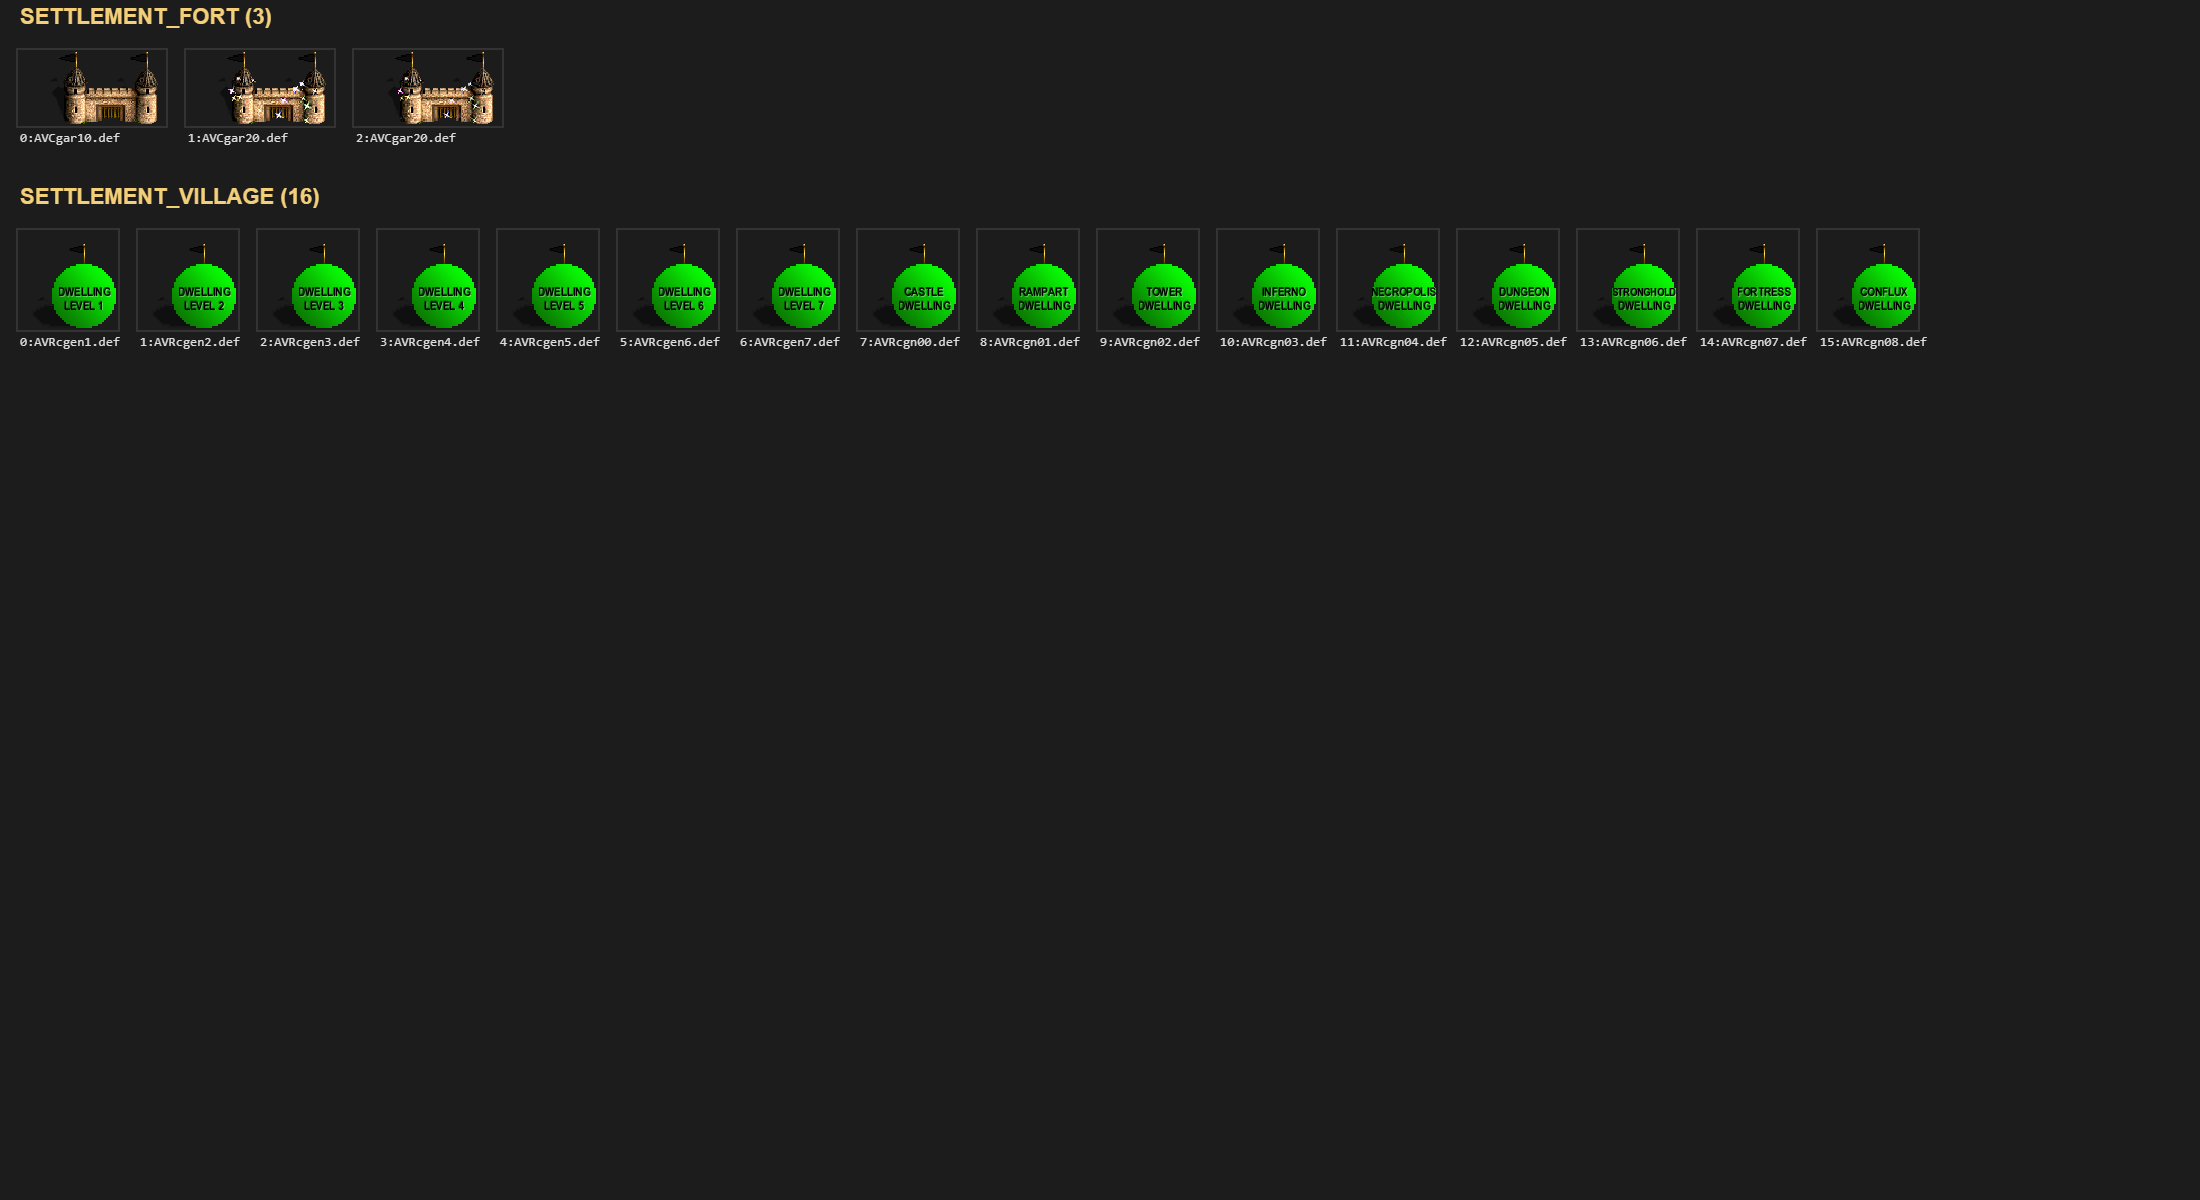 SETTLEMENT_FORT (3)
0:AVCgar10.def 1:AVCgar20.def 2:AVCgar20.def
SETTLEMENT_VILLAGE (16)
DWELLING LEVEL 1
DWELLING LEVEL 2
DWELLING LEVEL 3
DWELLING LEVEL 4
DWELLING LEVEL 5
DWELLING LEVEL 6
DWELLING LEVEL 7
CASTLE DWELLING
RAMPART DWELLING
TOWER DWELLING
INFERNO DWELLING
NECROPOLIS DWELLING
DUNGEON DWELLING
STRONGHOLD DWELLING
FORTRESS DWELLING
CONFLUX DWELLING
0:AVRcgen1.def 1:AVRcgen2.def 2:AVRcgen3.def 3:AVRcgen4.def 4:AVRcgen5.def 5:AVRcgen6.def 6:AVRcgen7.def 7:AVRcgn00.def 8:AVRcgn01.def 9:AVRcgn02.def 10:AVRcgn03.def 11:AVRcgn04.def 12:AVRcgn05.def 13:AVRcgn06.def 14:AVRcgn07.def 15:AVRcgn08.def